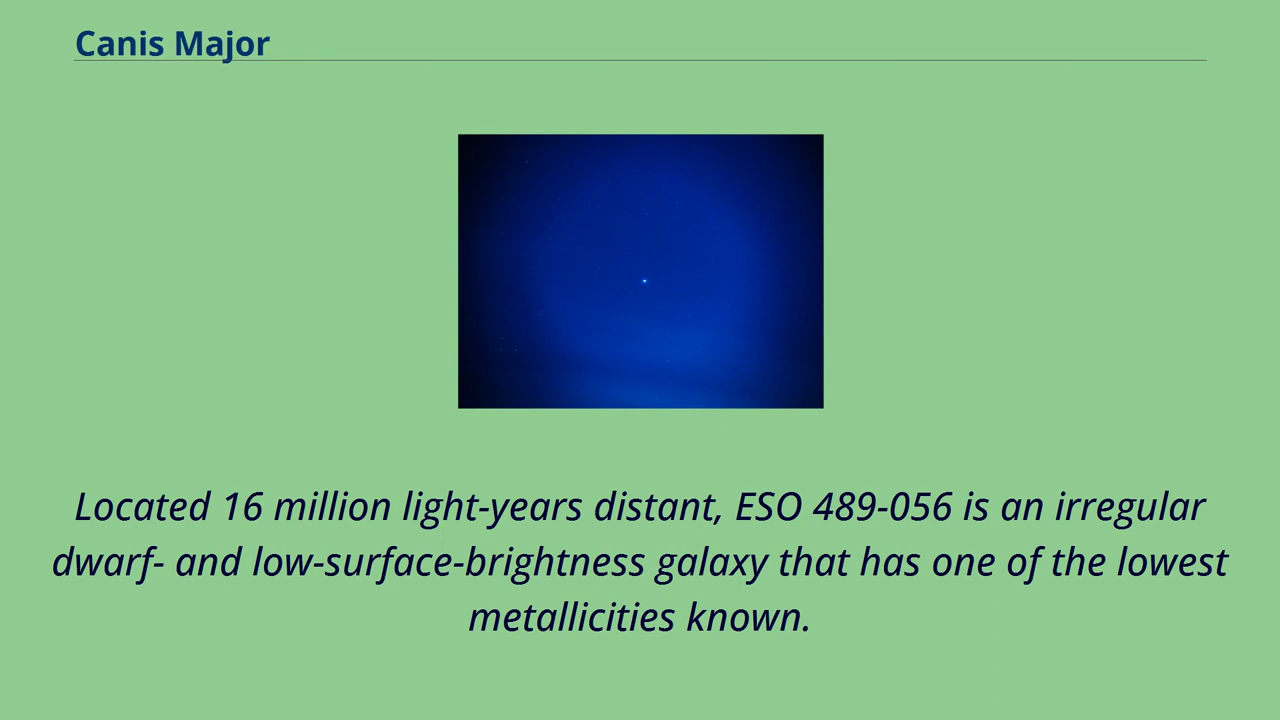 Canis Major
Located 16 million light-years distant, ESO 489-056 is an irregular
dwarf- and low-surface-brightness galaxy that has one of the lowest
metallicities known.